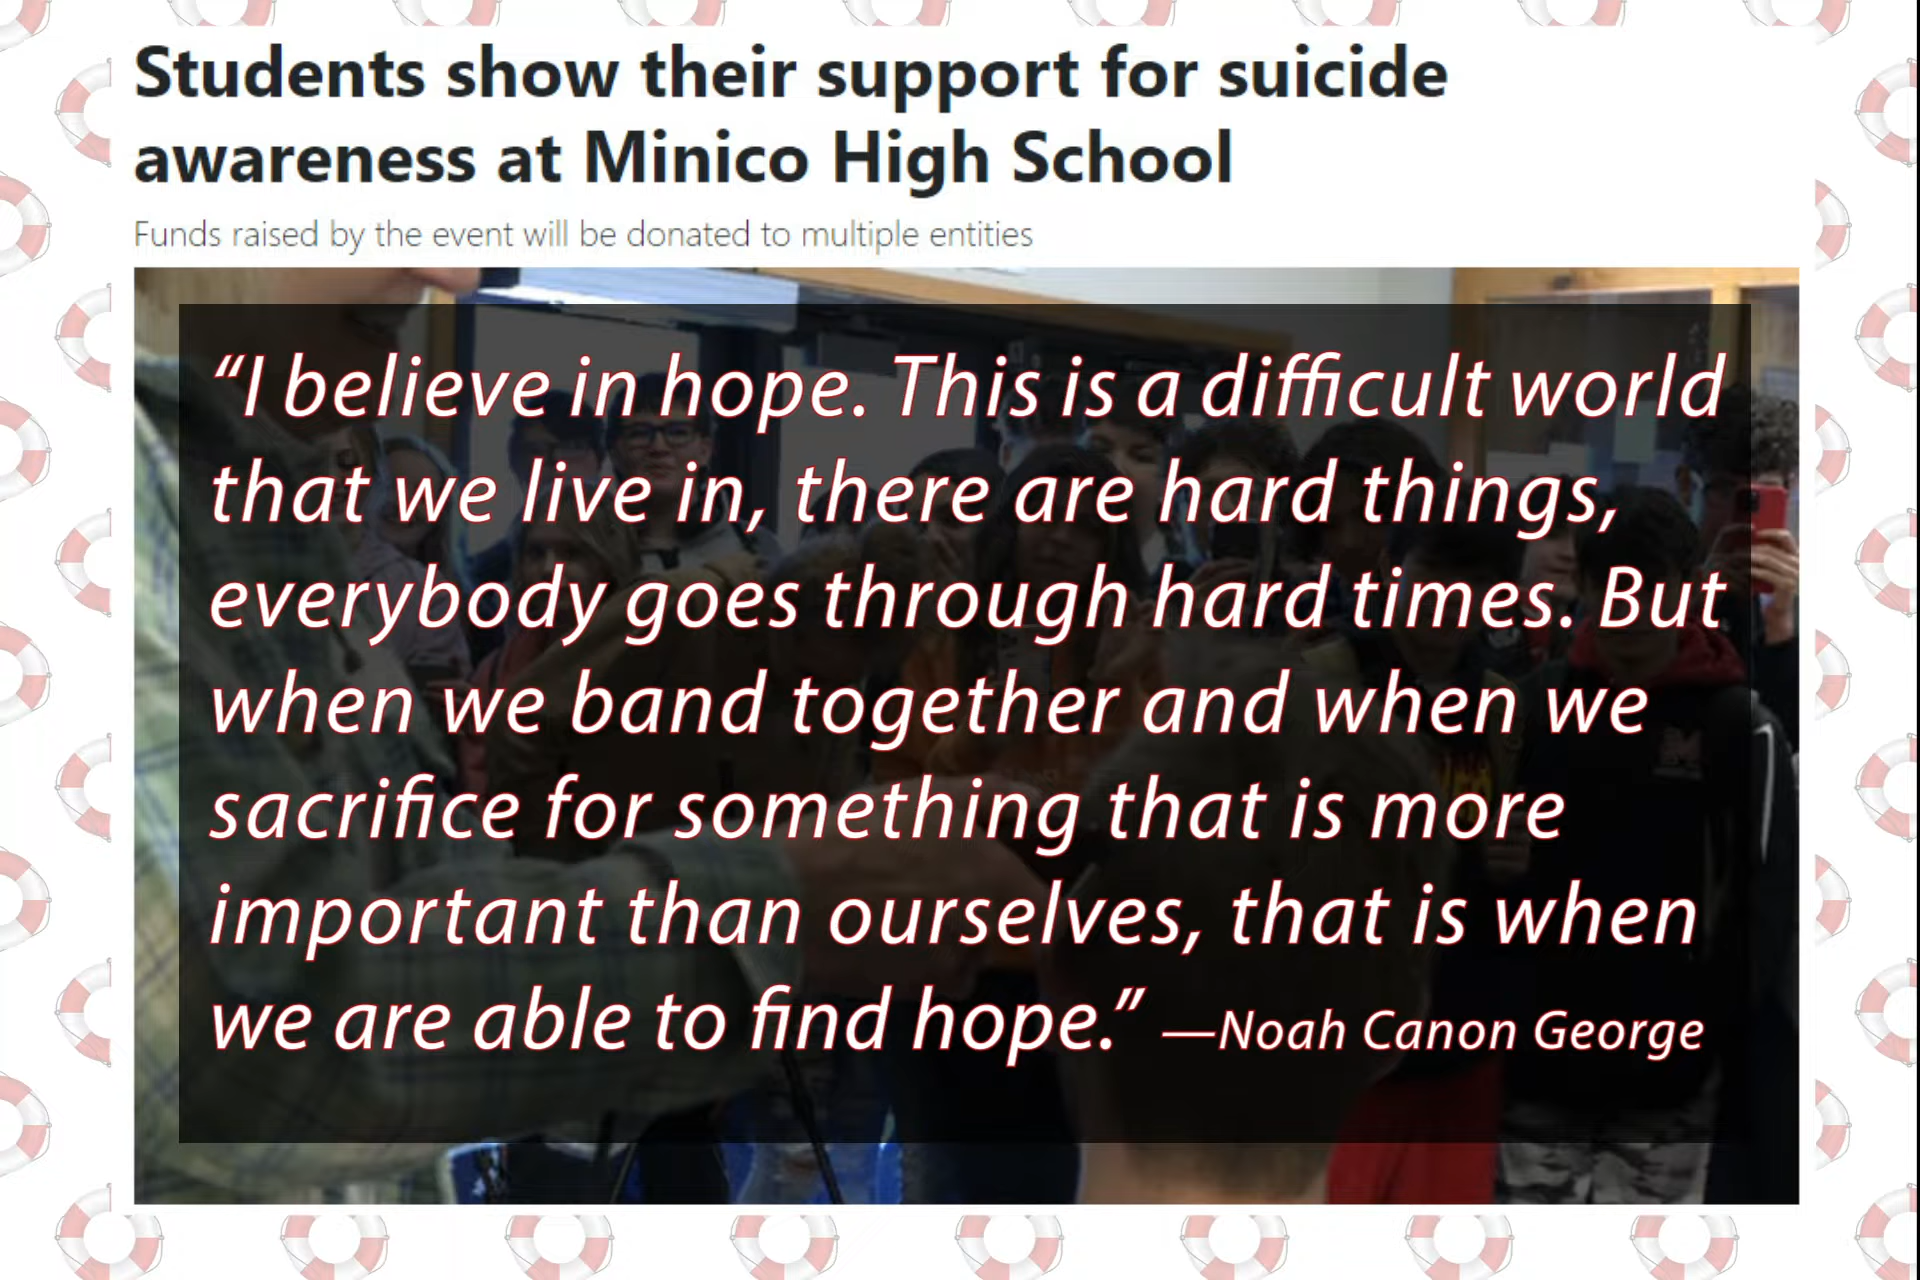 Students show their support for suicide
awareness at Minico High School
Funds raised by the event will be donated to multiple entities
“I believe in hope. This is a difficult world
that we live in, there are hard things,
everybody goes through hard times. But
when we band together and when we
sacrifice for something that is more
important than ourselves, that is when
we are able to find hope.” —Noah Canon George